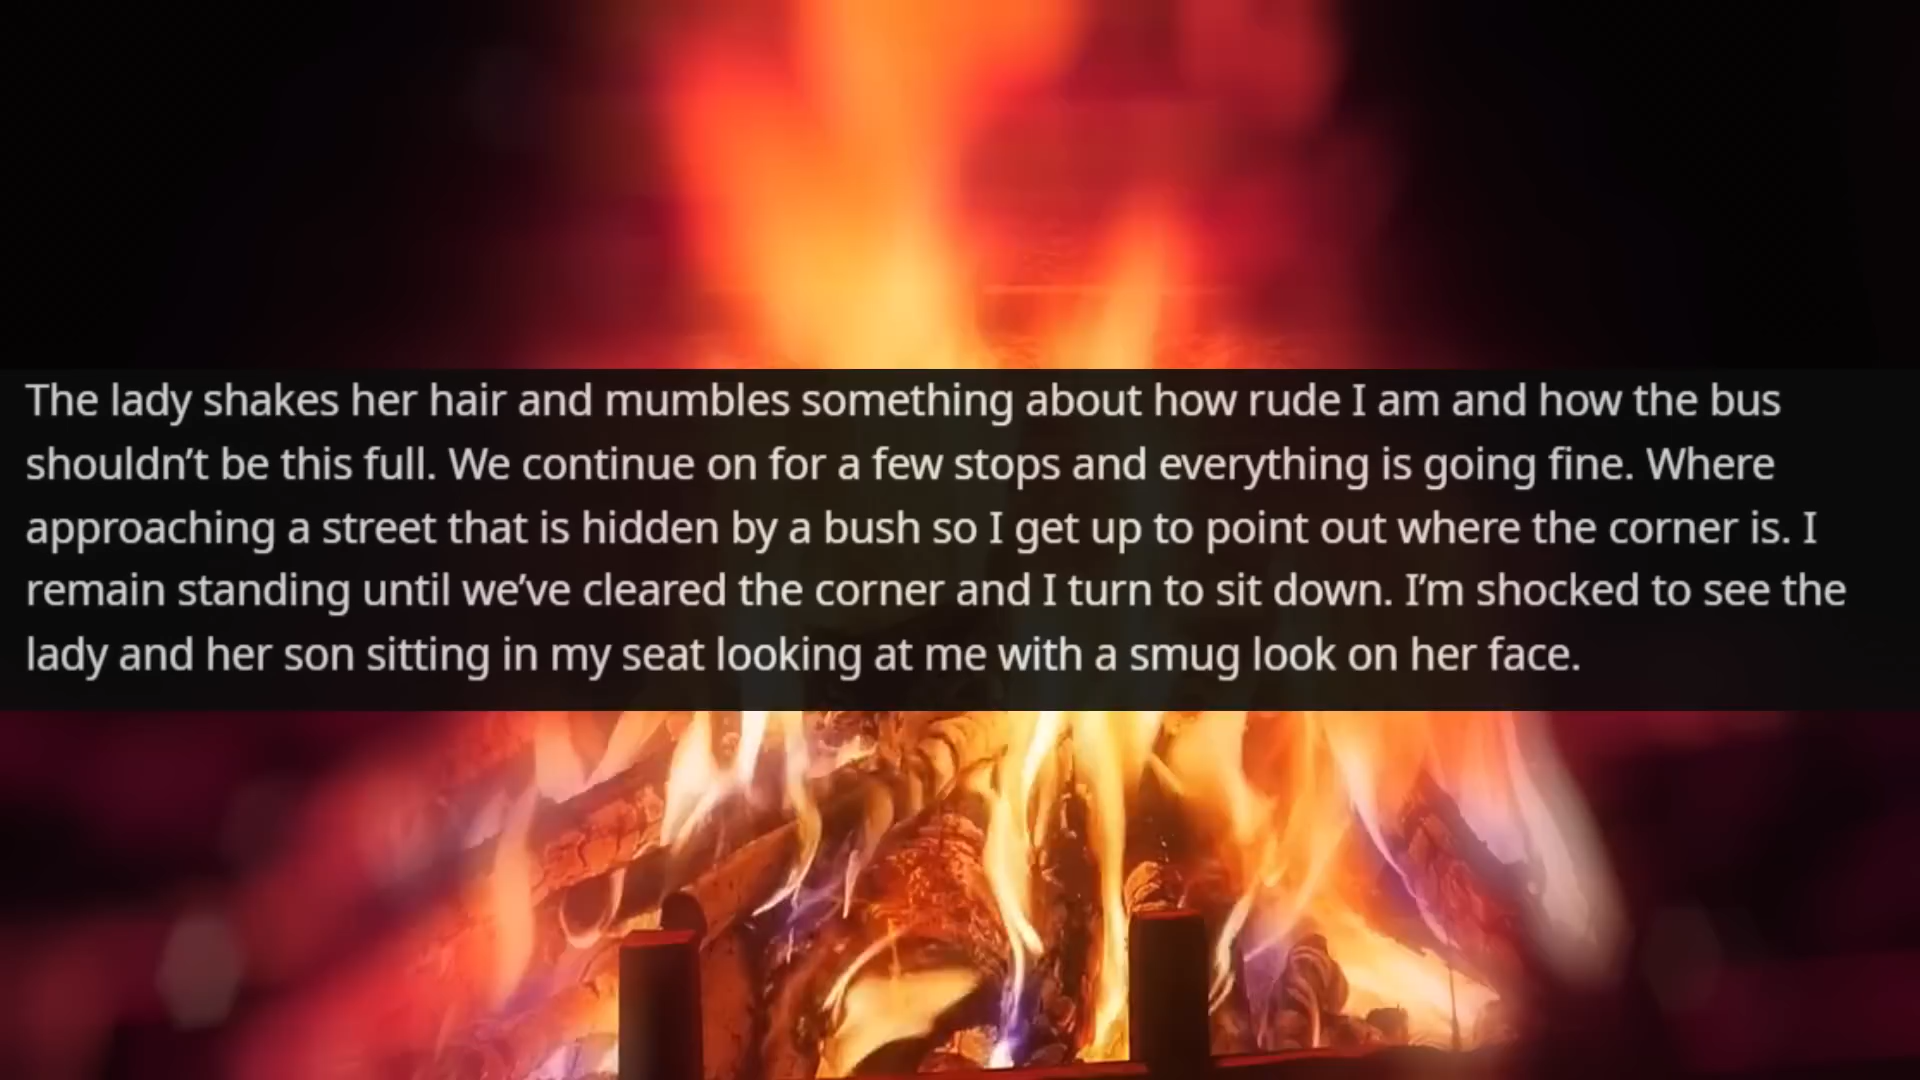 The lady shakes her hair and mumbles something about how rude I am and how the bus
shouldn’t be this full. We continue on for a few stops and everything is going fine. Where
approaching a street that is hidden by a bush so I get up to point out where the corner is. I
remain standing until we’ve cleared the corner and I turn to sit down. I’m shocked to see the
lady and her son sitting in my seat looking at me with a smug look on her face.